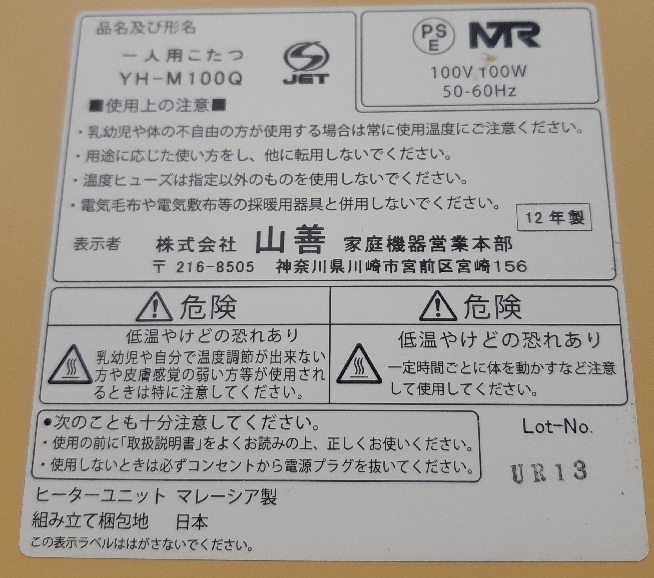 品名及び形名
一人用こたつ
YH-M100Q
S
JET
PS
E
MTR
100V 100W
50-60Hz
■使用上の注意■
・乳幼児や体の不自由の方が使用する場合は常に使用温度にご注意ください。
・用途に応じた使い方をし、他に転用しないでください。
・温度ヒューズは指定以外のものを使用しないでください。
・電気毛布や電気敷布等の採暖用器具と併用しないでください。
12年製
表示者 株式会社 山善 家庭機器営業本部
〒 216-8505 神奈川県川崎市宮前区宮崎156
危険
低温やけどの恐れあり
乳幼児や自分で温度調節が出来ない
方や皮膚感覚の弱い方等が使用され
るときは特に注意してください。
危険
低温やけどの恐れあり
一定時間ごとに体を動かすなど注意
して使用してください。
●次のことも十分注意してください。
・使用の前に「取扱説明書」をよくお読みの上、正しくお使いください。
・使用しないときは必ずコンセントから電源プラグを抜いてください。
Lot-No.
UR13
ヒーターユニット マレーシア製
組み立て梱包地 日本
この表示ラベルははがさないでください。